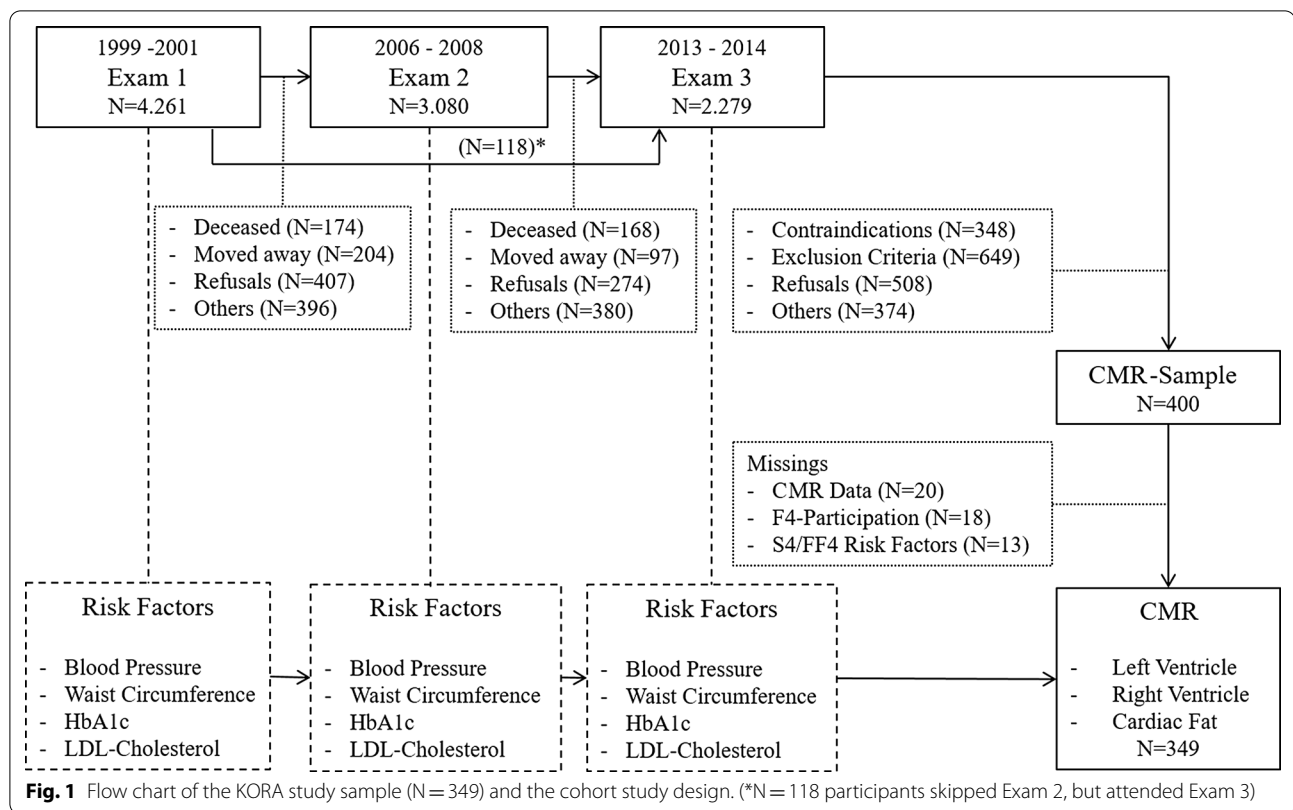 1999 -2001
Exam 1
N=4.261
2006 - 2008
Exam 2
N=3.080
2013 - 2014
Exam 3
N=2.279
(N=118)*
- Deceased (N=174)
- Moved away (N=204)
- Refusals (N=407)
- Others (N=396)
- Deceased (N=168)
- Moved away (N=97)
- Refusals (N=274)
- Others (N=380)
- Contraindications (N=348)
- Exclusion Criteria (N=649)
- Refusals (N=508)
- Others (N=374)
CMR-Sample
N=400
Missings
- CMR Data (N=20)
- F4-Participation (N=18)
- S4/FF4 Risk Factors (N=13)
Risk Factors
- Blood Pressure
- Waist Circumference
- HbA1c
- LDL-Cholesterol
Risk Factors
- Blood Pressure
- Waist Circumference
- HbA1c
- LDL-Cholesterol
Risk Factors
- Blood Pressure
- Waist Circumference
- HbA1c
- LDL-Cholesterol
CMR
- Left Ventricle
- Right Ventricle
- Cardiac Fat
N=349
Fig. 1 Flow chart of the KORA study sample (N = 349) and the cohort study design. (*N = 118 participants skipped Exam 2, but attended Exam 3)